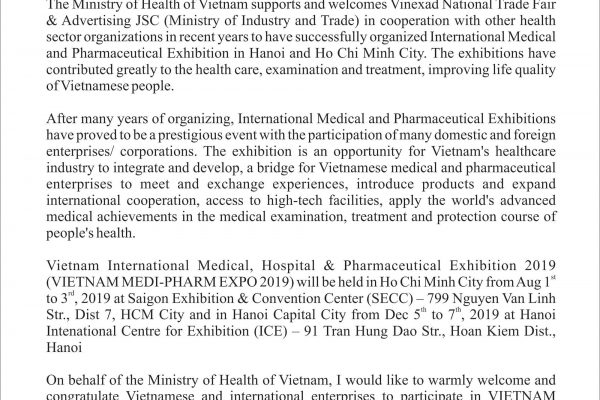 The Ministry of Health of Vietnam supports and welcomes Vinexad National Trade Fair
& Advertising JSC (Ministry of Industry and Trade) in cooperation with other health
sector organizations in recent years to have successfully organized International Medical
and Pharmaceutical Exhibition in Hanoi and Ho Chi Minh City. The exhibitions have
contributed greatly to the health care, examination and treatment, improving life quality
of Vietnamese people.
After many years of organizing, International Medical and Pharmaceutical Exhibitions
have proved to be a prestigious event with the participation of many domestic and foreign
enterprises/ corporations. The exhibition is an opportunity for Vietnam's healthcare
industry to integrate and develop, a bridge for Vietnamese medical and pharmaceutical
enterprises to meet and exchange experiences, introduce products and expand
international cooperation, access to high-tech facilities, apply the world's advanced
medical achievements in the medical examination, treatment and protection course of
people's health.
Vietnam International Medical, Hospital & Pharmaceutical Exhibition 2019
(VIETNAM MEDI-PHARM EXPO 2019) will be held in Ho Chi Minh City from Aug 1st
to 3rd, 2019 at Saigon Exhibition & Convention Center (SECC) – 799 Nguyen Van Linh
Str., Dist 7, HCM City and in Hanoi Capital City from Dec 5th to 7th, 2019 at Hanoi
Intenational Centre for Exhibition (ICE) – 91 Tran Hung Dao Str., Hoan Kiem Dist.,
Hanoi
On behalf of the Ministry of Health of Vietnam, I would like to warmly welcome and
congratulate Vietnamese and international enterprises to participate in VIETNAM